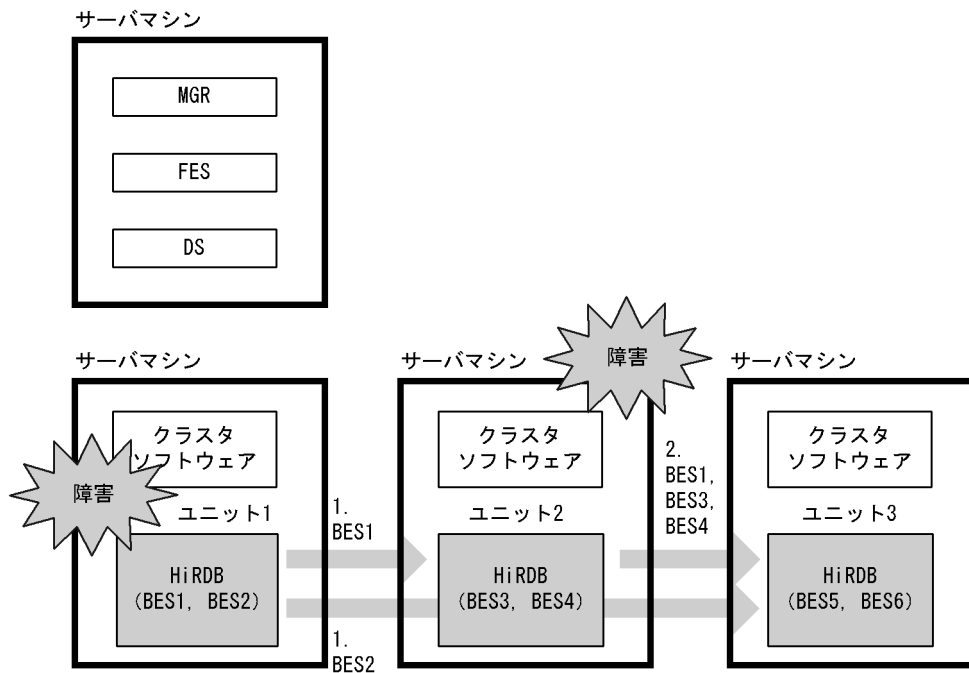 サーバマシン
MGR
FES
DS
サーバマシン
サーバマシン
サーバマシン
障害
クラスタ
ソフトウェア
クラスタ
ソフトウェア
クラスタ
ソフトウェア
障害
2.
BES1,
BES3,
BES4
ユニット1
1.
BES1
ユニット2
ユニット3
HiRDB
(BES1, BES2)
HiRDB
(BES3, BES4)
HiRDB
(BES5, BES6)
1.
BES2